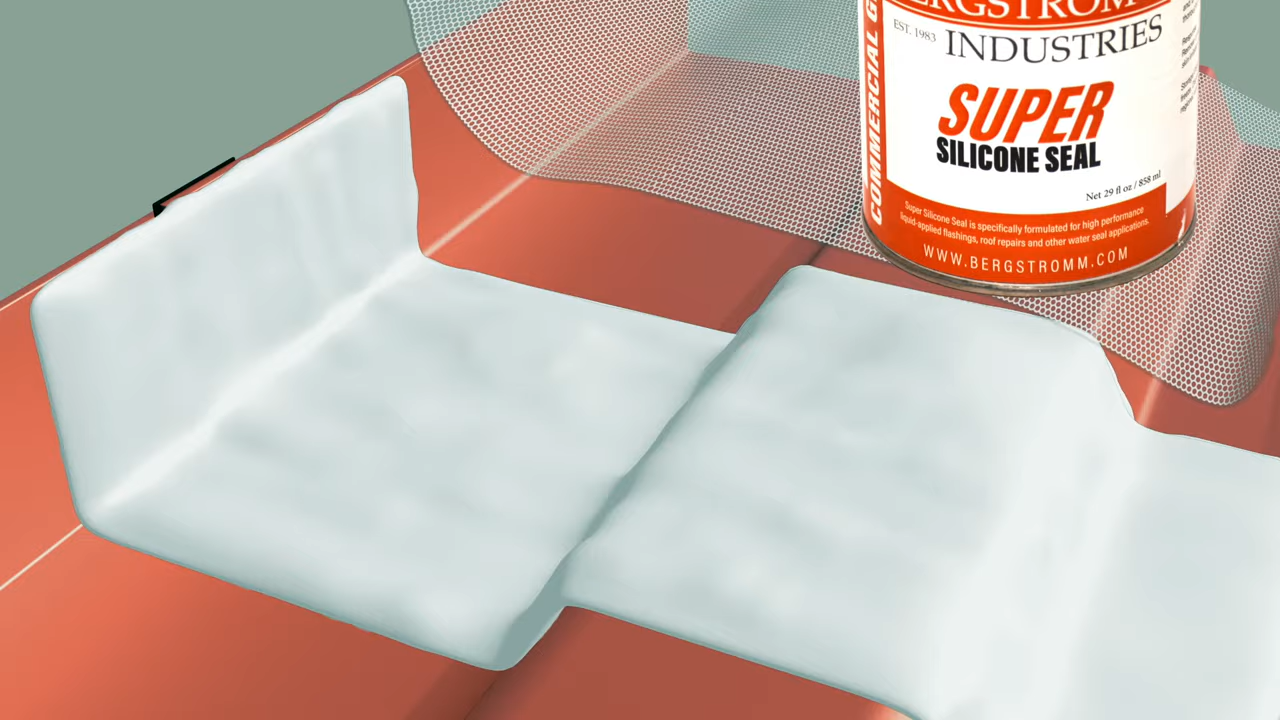 BERGSTROMM
EST. 1983
INDUSTRIES
COMMERCIAL
SUPER
SILICONE SEAL
Net 29 fl oz / 858 ml
Super Silicone Seal is specifically formulated for high performance
liquid-applied flashings, roof repairs and other water seal applications.
WWW.BERGSTROMM.COM